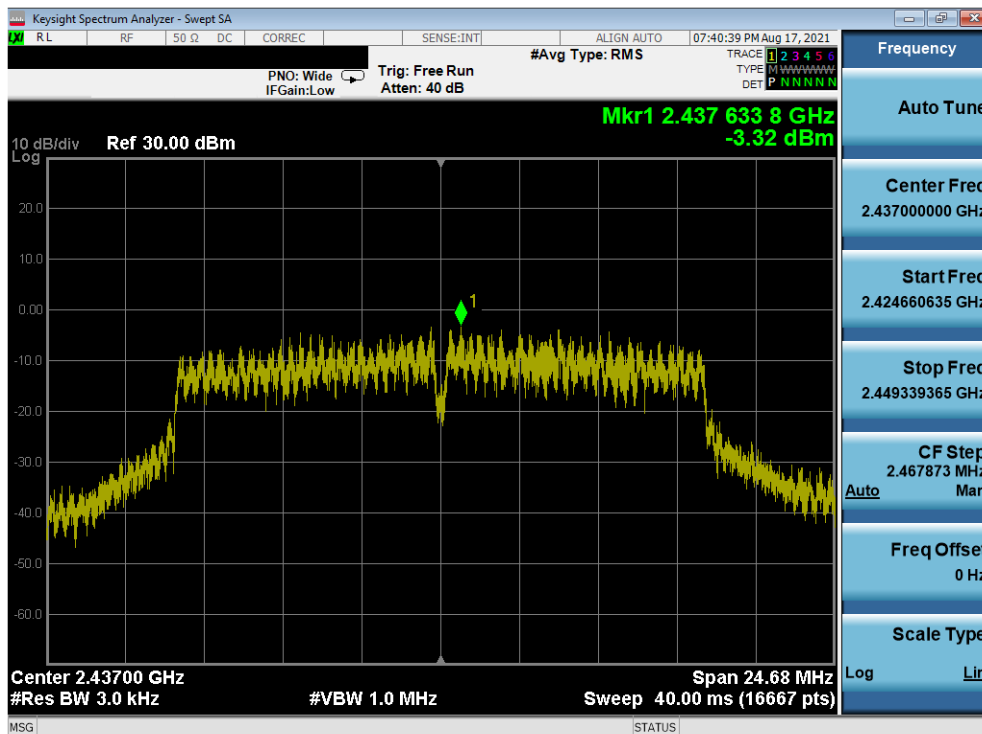 Keysight Spectrum Analyzer - Swept SA
LXI RL RF 50 Ω DC CORREC SENSE:INT ALIGN AUTO 07:40:39 PM Aug 17, 2021
#Avg Type: RMS
TRACE 1 2 3 4 5 6
PNO: Wide Trig: Free Run
TYPE M W W W W W
IFGain:Low Atten: 40 dB
DET P N N N N N
Mkr1 2.437 633 8 GHz
-3.32 dBm
10 dB/div Ref 30.00 dBm
Log
20.0
10.0
0.00
-10.0
-20.0
-30.0
-40.0
-50.0
-60.0
1
Center 2.43700 GHz Span 24.68 MHz
#Res BW 3.0 kHz #VBW 1.0 MHz Sweep 40.00 ms (16667 pts)
MSG STATUS
Frequency
Auto Tune
Center Freq
2.437000000 GHz
Start Freq
2.424660635 GHz
Stop Freq
2.449339365 GHz
CF Step
2.467873 MHz
Auto Man
Freq Offset
0 Hz
Scale Type
Log Lin